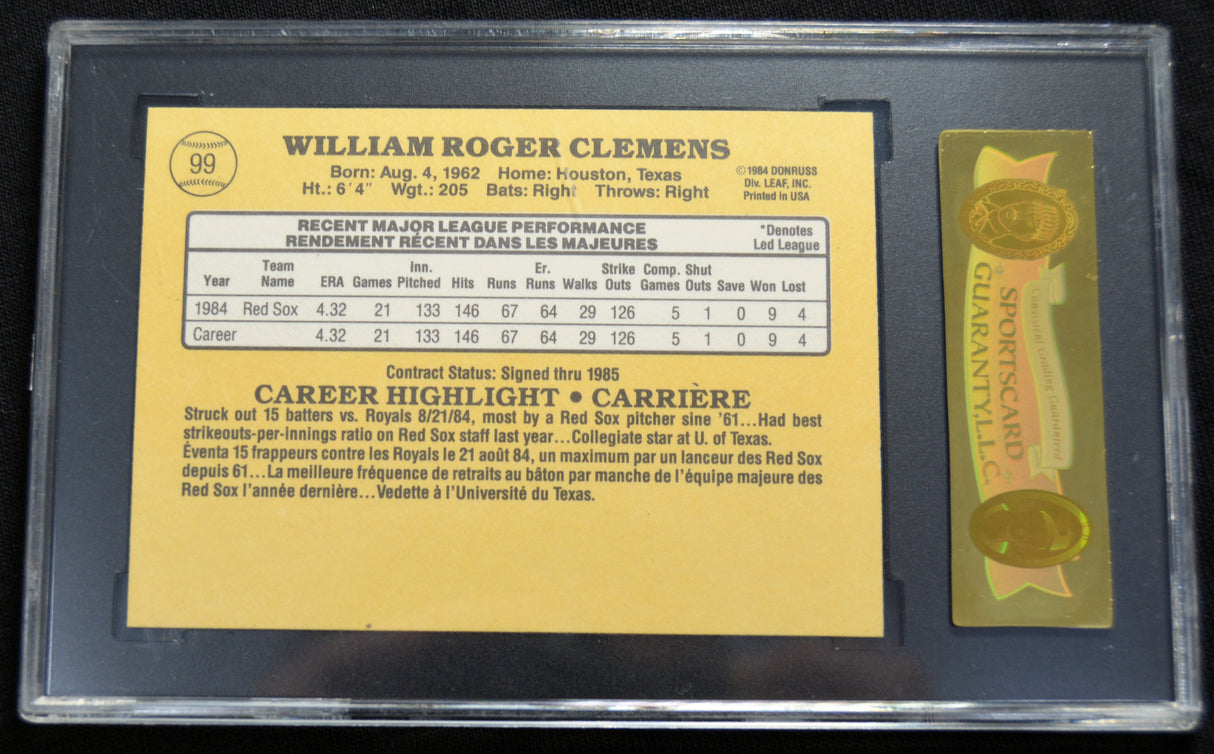 99
WILLIAM ROGER CLEMENS
Born: Aug. 4, 1962 Home: Houston, Texas
Ht.: 6'4" Wgt.: 205 Bats: Right Throws: Right
©1984 DONRUSS
Div. LEAF, INC.
Printed in USA
RECENT MAJOR LEAGUE PERFORMANCE
RENDEMENT RÉCENT DANS LES MAJEURES
*Denotes
Led League
Year Team Name ERA Games Inn. Pitched Hits Runs Er. Runs Walks Strike Outs Comp. Games Shut Outs Save Won Lost
1984 Red Sox 4.32 21 133 146 67 64 29 126 5 1 0 9 4
Career 4.32 21 133 146 67 64 29 126 5 1 0 9 4
Contract Status: Signed thru 1985
CAREER HIGHLIGHT • CARRIÈRE
Struck out 15 batters vs. Royals 8/21/84, most by a Red Sox pitcher sine '61...Had best
strikeouts-per-innings ratio on Red Sox staff last year...Collegiate star at U. of Texas.
Éventa 15 frappeurs contre les Royals le 21 août 84, un maximum par un lanceur des Red Sox
depuis 61...La meilleure fréquence de retraits au bâton par manche de l'équipe majeure des
Red Sox l'année dernière...Vedette à l'Université du Texas.
Consistent Grading Guaranteed
SPORTSCARD
GUARANTY,L.L.C.